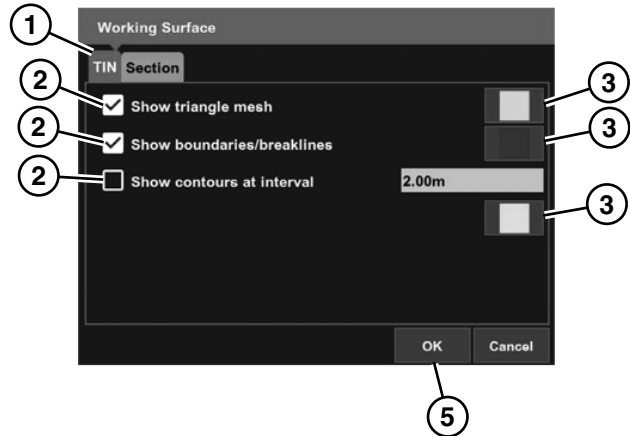 1
Working Surface
TIN Section
2 Show triangle mesh 3
2 Show boundaries/breaklines 3
2 Show contours at interval 2.00m
3
OK Cancel
5